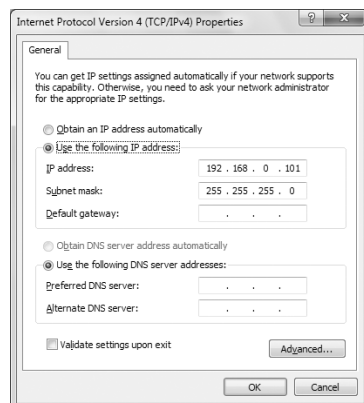 Internet Protocol Version 4 (TCP/IPv4) Properties
General
You can get IP settings assigned automatically if your network supports
this capability. Otherwise, you need to ask your network administrator
for the appropriate IP settings.
Obtain an IP address automatically
Use the following IP address:
IP address: 192 . 168 . 0 . 101
Subnet mask: 255 . 255 . 255 . 0
Default gateway: . . .
Obtain DNS server address automatically
Use the following DNS server addresses:
Preferred DNS server: . . .
Alternate DNS server: . . .
Validate settings upon exit
Advanced...
OK Cancel